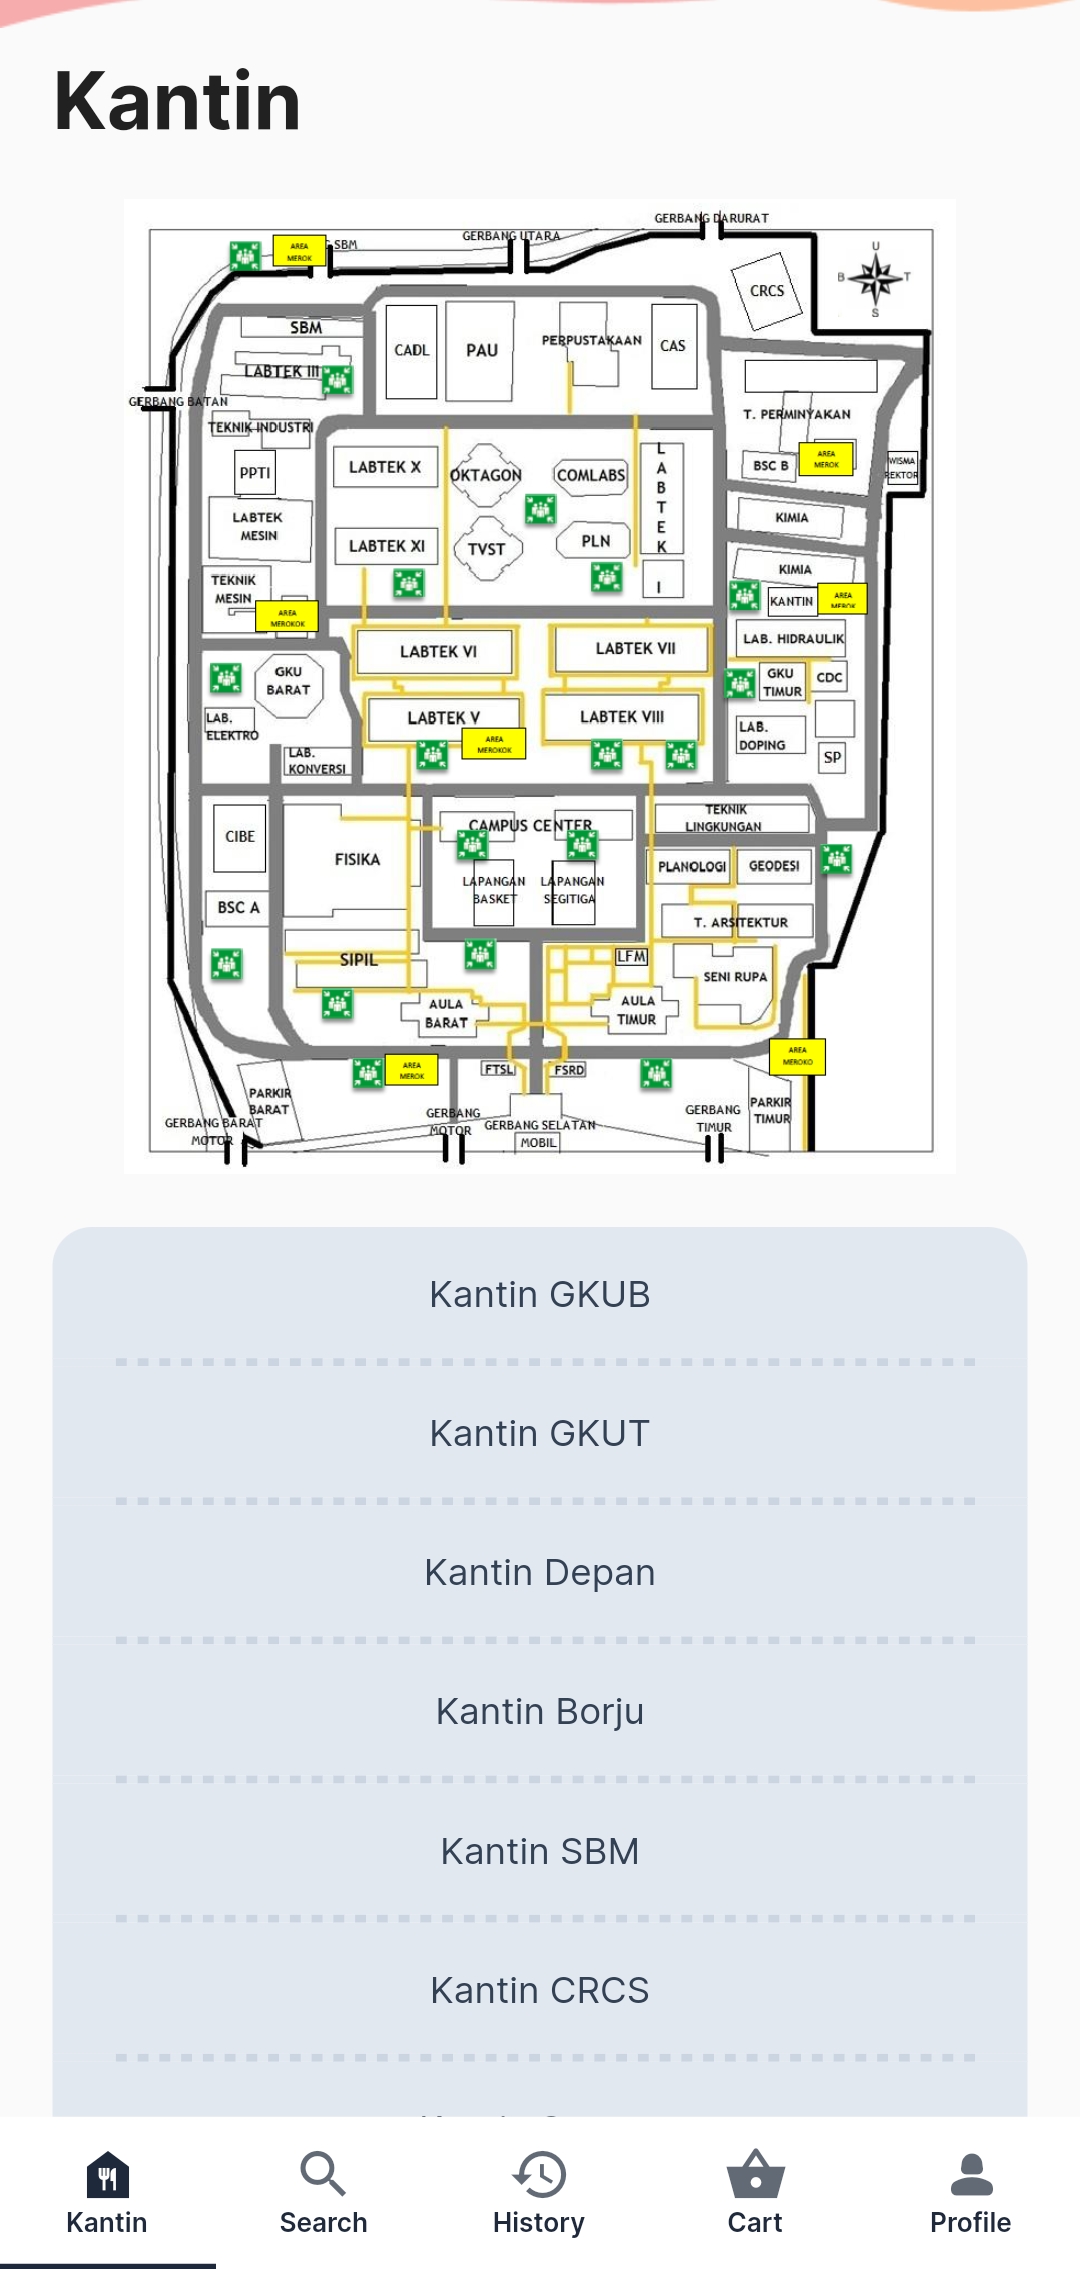 Kantin
GERBANG DARURAT
GERBANG UTARA
AREA
MEROK
SBM
U
B
T
S
CRCS
SBM
CADL
PAU
PERPUSTAKAAN
CAS
LABTEK III
GERBANG BATAN
T. PERMINYAKAN
TEKNIK INDUSTRI
LABTEK X
OKTAGON
COMLABS
LABTEK
I
BSC B
AREA
MEROK
WISMA
REKTOR
PPTI
LABTEK
MESIN
KIMIA
LABTEK XI
TVST
PLN
KIMIA
TEKNIK
MESIN
KANTIN
AREA
MEROK
AREA
MEROKOK
LAB. HIDRAULIK
LABTEK VI
LABTEK VII
GKU
BARAT
GKU
TIMUR
CDC
LAB.
ELEKTRO
LABTEK V
LABTEK VIII
AREA
MEROKOK
LAB.
DOPING
LAB.
KONVERSI
SP
CIBE
FISIKA
CAMPUS CENTER
TEKNIK
LINGKUNGAN
PLANOLOGI
GEODESI
LAPANGAN
BASKET
LAPANGAN
SEGITIGA
BSC A
T. ARSITEKTUR
SIPIL
LFM
SENI RUPA
AULA
BARAT
AULA
TIMUR
AREA
MEROKO
AREA
MEROK
FTSL
FSRD
PARKIR
BARAT
PARKIR
TIMUR
GERBANG BARAT
MOTOR
GERBANG
MOTOR
GERBANG SELATAN
MOBIL
GERBANG
TIMUR
Kantin GKUB
Kantin GKUT
Kantin Depan
Kantin Borju
Kantin SBM
Kantin CRCS
Kantin
Search
History
Cart
Profile